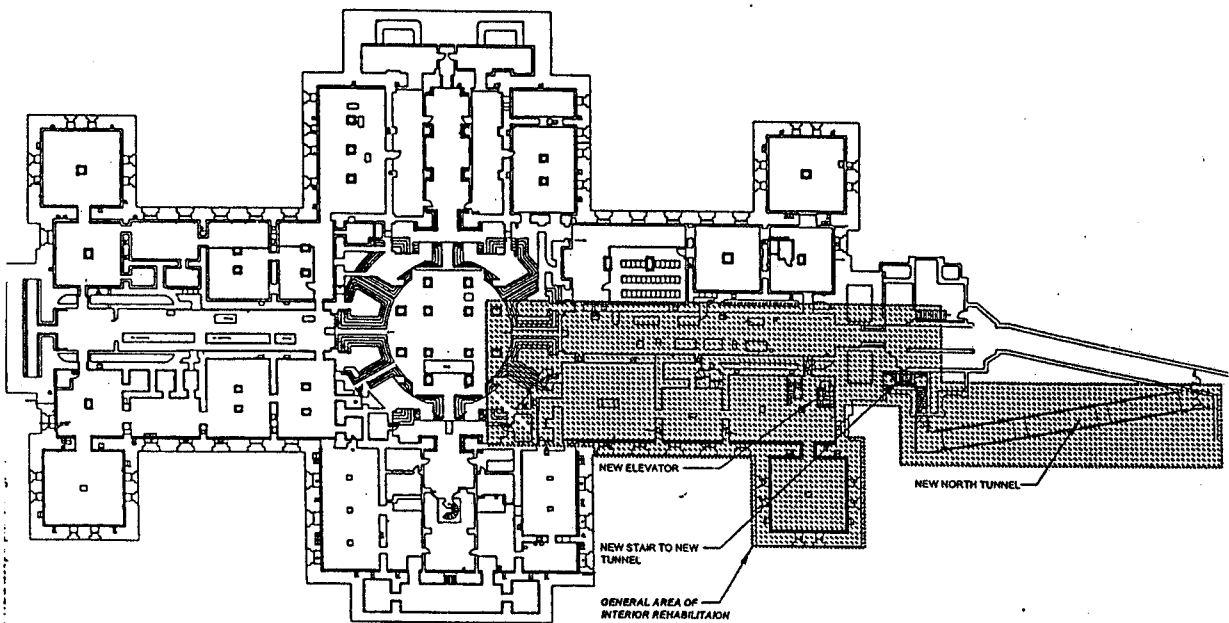 NEW ELEVATOR
NEW NORTH TUNNEL
NEW STAIR TO NEW
TUNNEL
GENERAL AREA OF
INTERIOR REHABILITAION